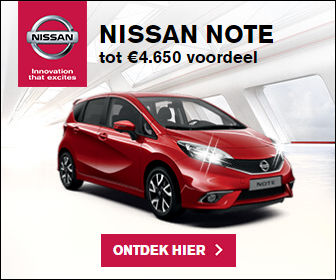 NISSAN
Innovation
that excites
NISSAN NOTE
tot €4.650 voordeel
NOTE
ONTDEK HIER